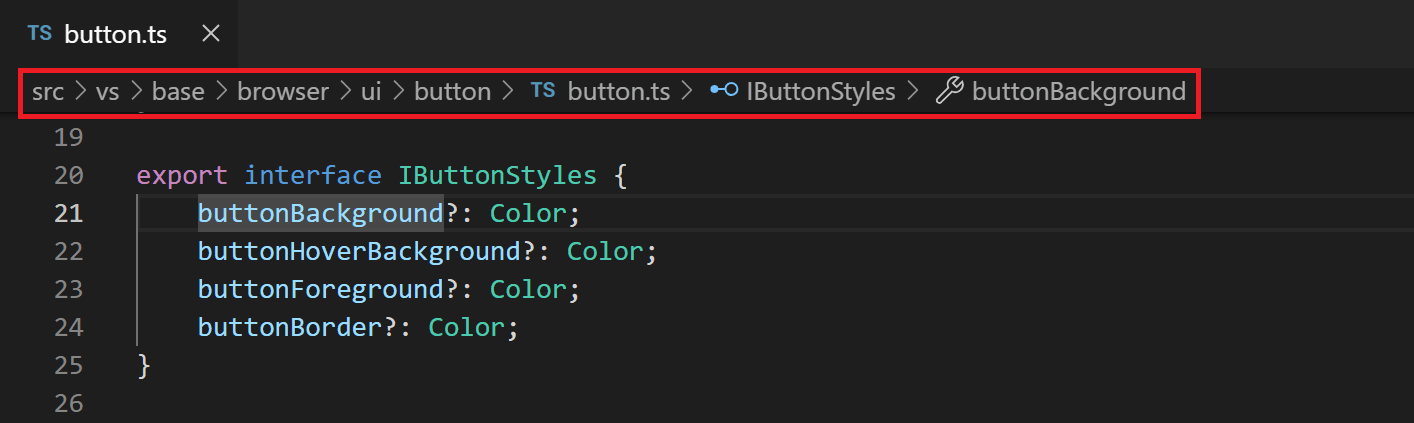 TS button.ts
src > vs > base > browser > ui > button > TS button.ts > IButtonStyles > buttonBackground
19
20 export interface IButtonStyles {
21 buttonBackground?: Color;
22 buttonHoverBackground?: Color;
23 buttonForeground?: Color;
24 buttonBorder?: Color;
25 }
26